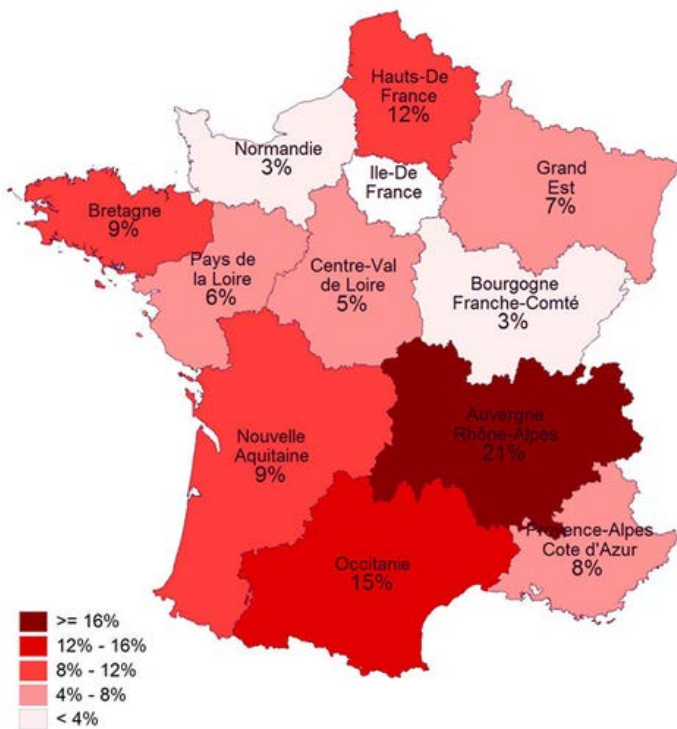 Hauts-De
France
12%
Normandie
3%
Ile-De
France
Grand
Est
7%
Bretagne
9%
Pays de
la Loire
6%
Centre-Val
de Loire
5%
Bourgogne
Franche-Comté
3%
Auvergne
Rhône-Alpes
21%
Nouvelle
Aquitaine
9%
Provence-Alpes
Cote d'Azur
8%
Occitanie
15%
>= 16%
12% - 16%
8% - 12%
4% - 8%
< 4%